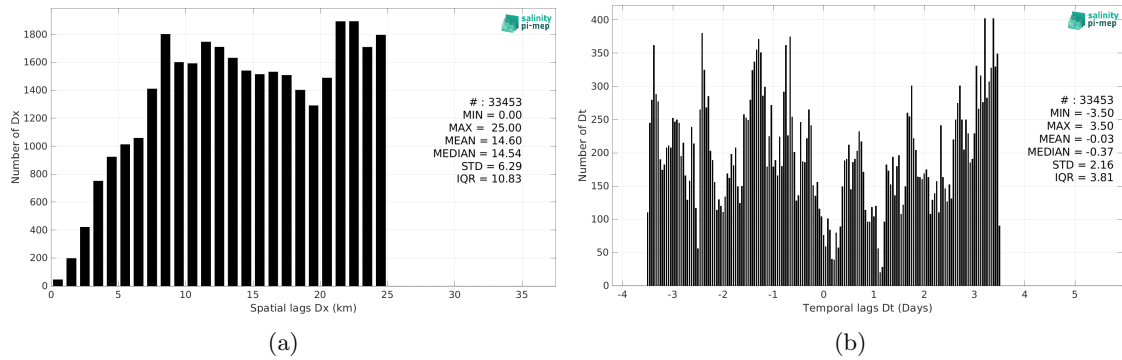 1800
1600
1400
1200
1000
800
600
400
200
0
Number of Dx
0
5
10
15
20
25
30
35
Spatial lags Dx (km)
salinity
pi-mep
# : 33453
MIN = 0.00
MAX = 25.00
MEAN = 14.60
MEDIAN = 14.54
STD = 6.29
IQR = 10.83
(a)
400
350
300
250
200
150
100
50
0
Number of Dt
-4
-3
-2
-1
0
1
2
3
4
5
Temporal lags Dt (Days)
salinity
pi-mep
# : 33453
MIN = -3.50
MAX = 3.50
MEAN = -0.03
MEDIAN = -0.37
STD = 2.16
IQR = 3.81
(b)